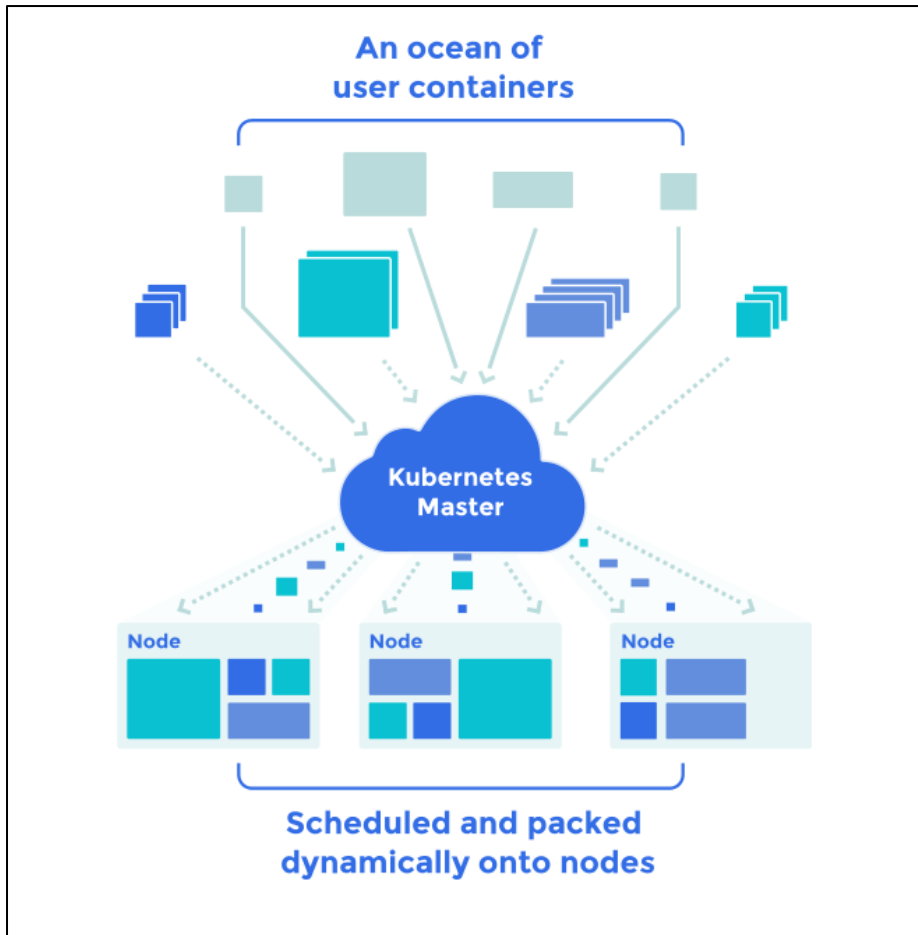 An ocean of
user containers
Kubernetes
Master
Node
Node
Node
Scheduled and packed
dynamically onto nodes